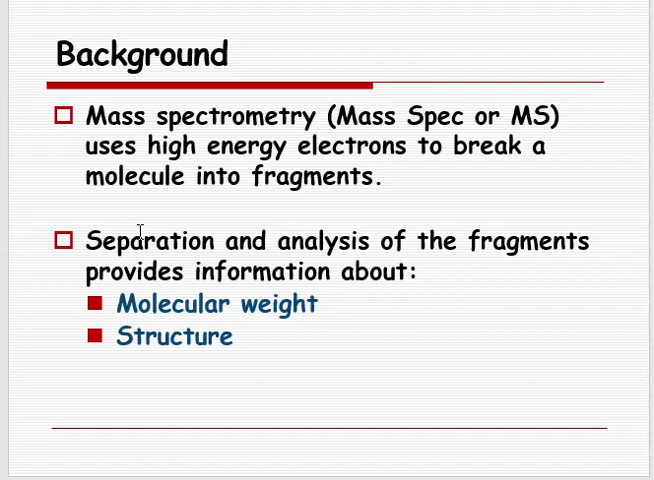 Background
Mass spectrometry (Mass Spec or MS)
uses high energy electrons to break a
molecule into fragments.
Separation and analysis of the fragments
provides information about:
Molecular weight
Structure